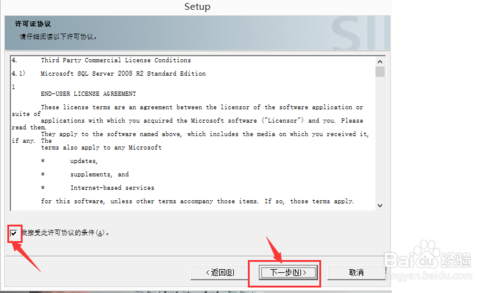 Setup
许可证协议
请仔细阅读以下许可协议。
4. Third Party Commercial License Conditions
4.1) Microsoft SQL Server 2005 R2 Standard Edition
1
END-USER LICENSE AGREEMENT
These license terms are an agreement between the licensor of the software application or
suite of
applications with which you acquired the Microsoft software ("Licensor") and you. Please
read them.
They apply to the software named above, which includes the media on which you received it,
if any. The
terms also apply to any Microsoft
* updates,
* supplements, and
* Internet-based services
for this software, unless other terms accompany those items. If so, those terms apply.
我接受此许可协议的条件(A)。
<返回(B) 下一步(N)> 取消
Baidu经验
jingyan.baidu.com